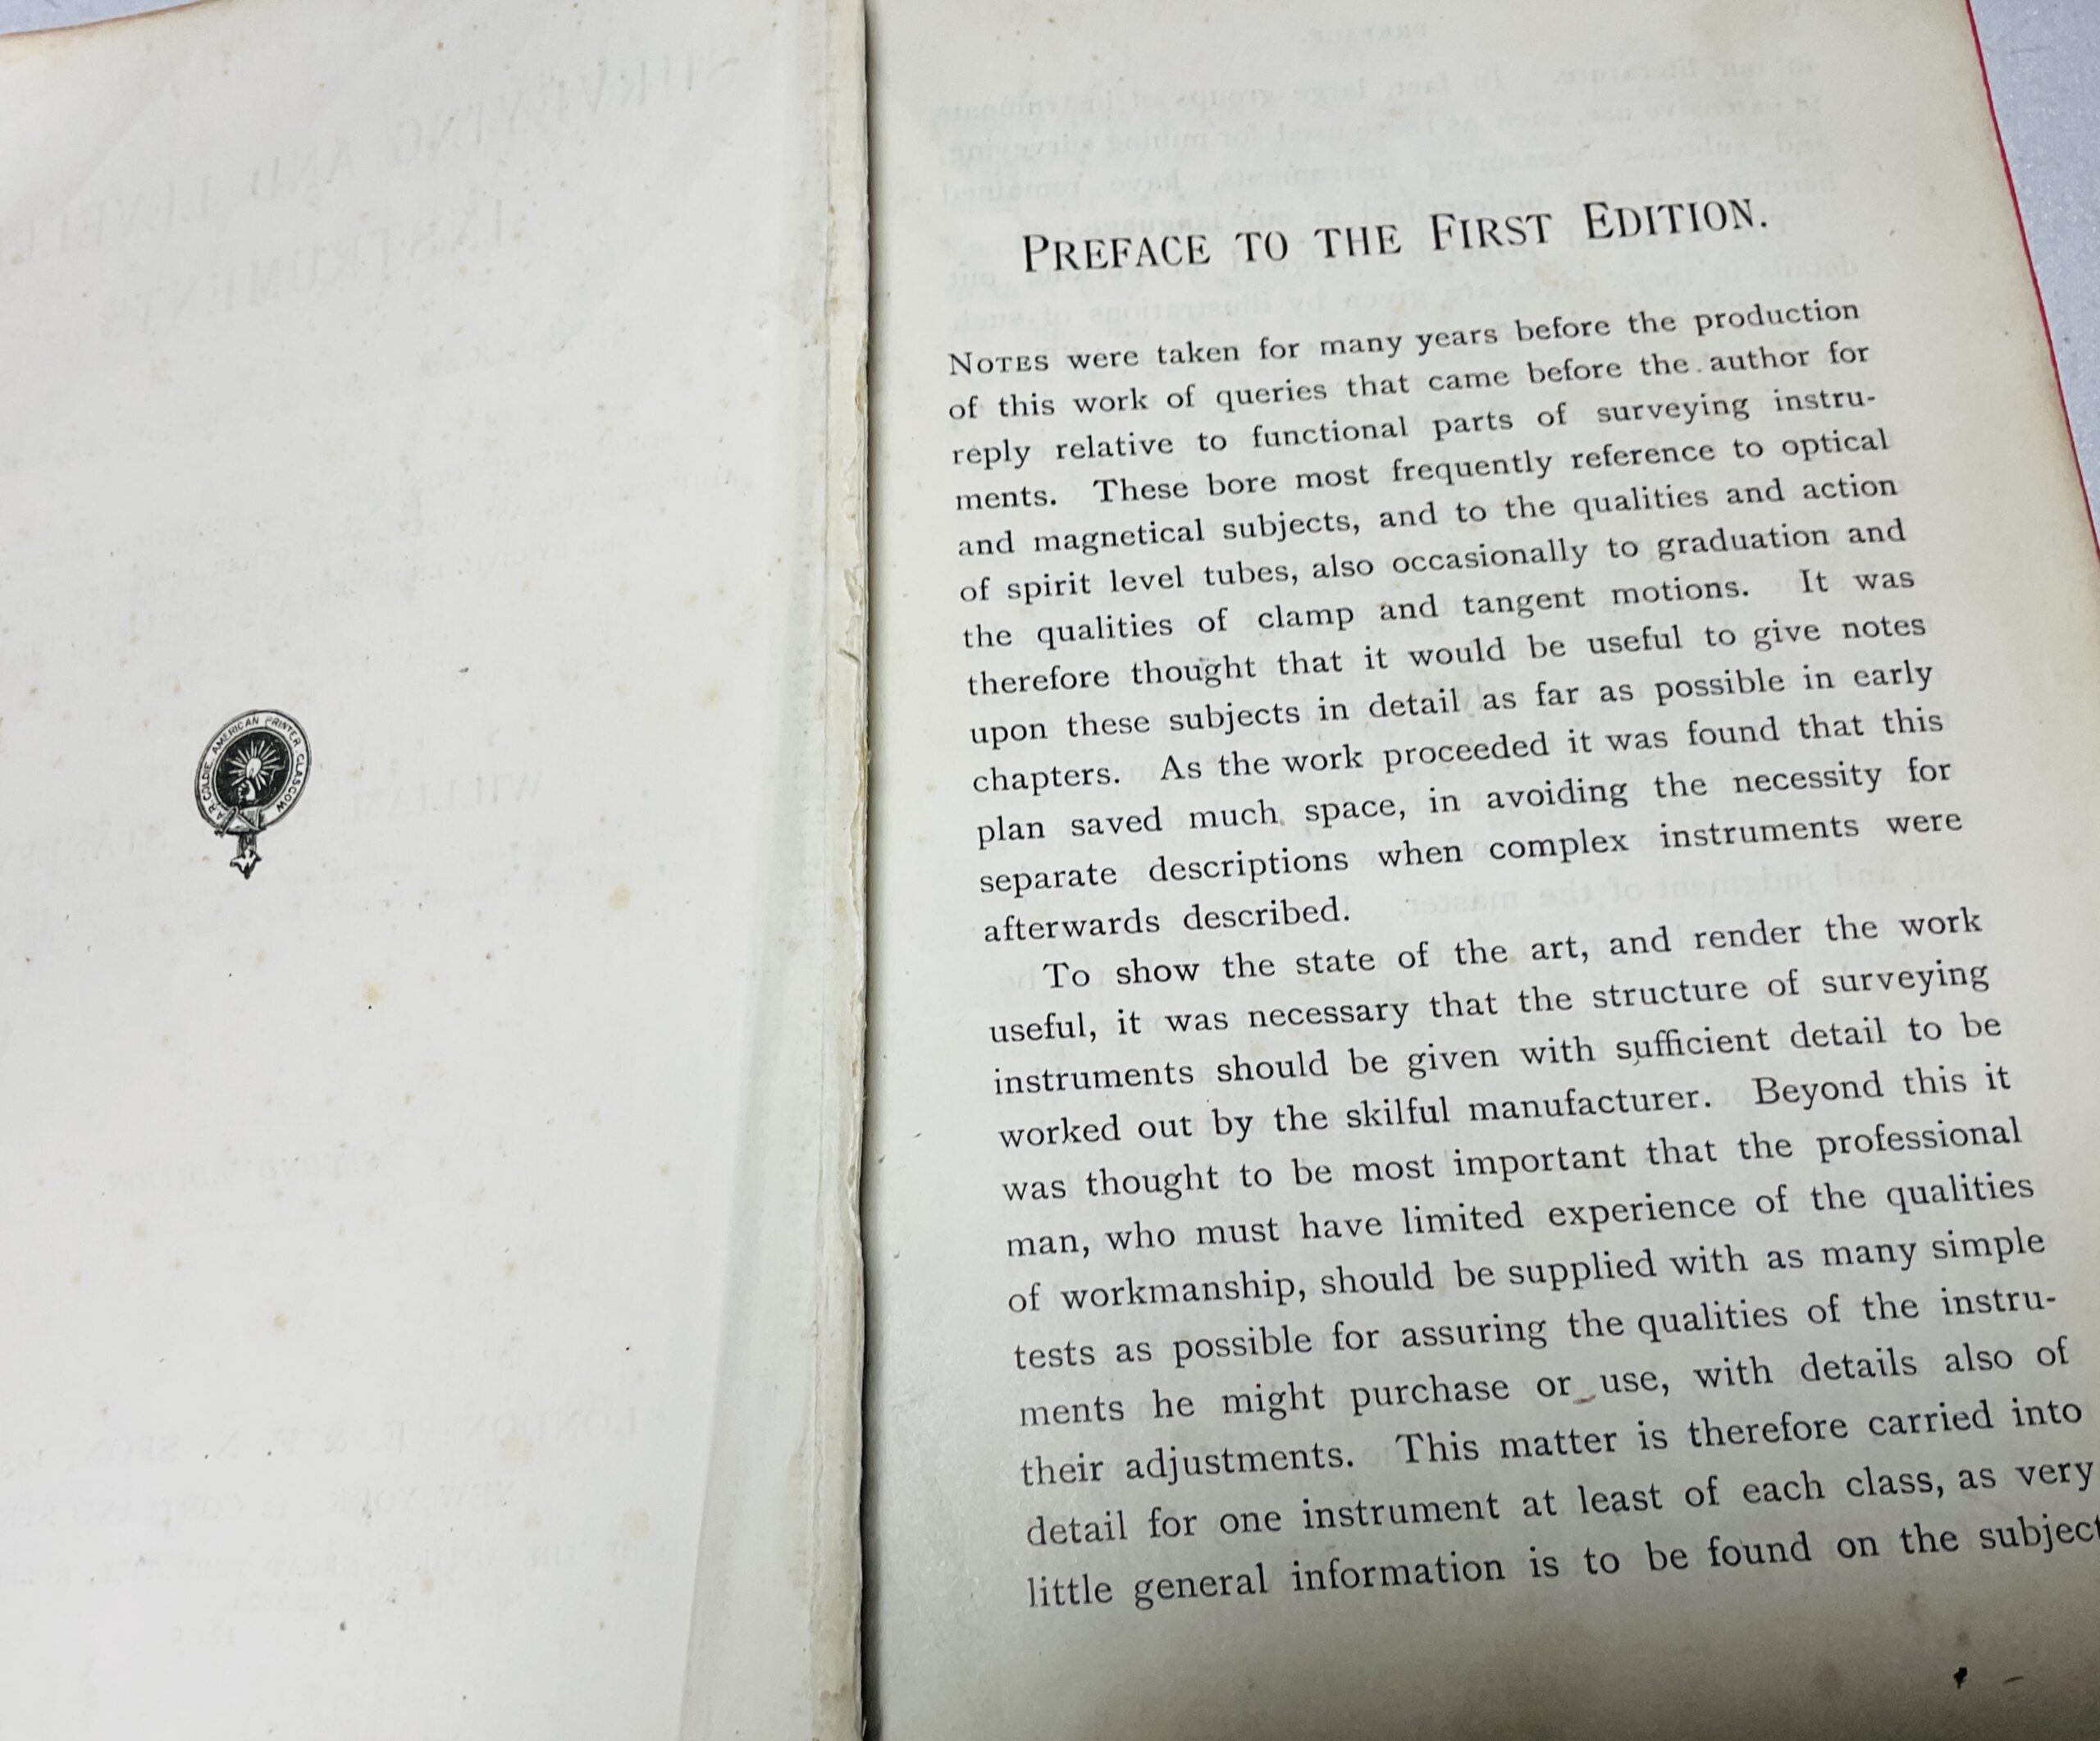 A. R. GOLDIE, AMERICAN PRINTER, GLASGOW
PREFACE TO THE FIRST EDITION.
NOTES were taken for many years before the production
of this work of queries that came before the author for
reply relative to functional parts of surveying instru-
ments. These bore most frequently reference to optical
and magnetical subjects, and to the qualities and action
of spirit level tubes, also occasionally to graduation and
the qualities of clamp and tangent motions. It was
therefore thought that it would be useful to give notes
upon these subjects in detail as far as possible in early
chapters. As the work proceeded it was found that this
plan saved much space, in avoiding the necessity for
separate descriptions when complex instruments were
afterwards described.
To show the state of the art, and render the work
useful, it was necessary that the structure of surveying
instruments should be given with sufficient detail to be
worked out by the skilful manufacturer. Beyond this it
was thought to be most important that the professional
man, who must have limited experience of the qualities
of workmanship, should be supplied with as many simple
tests as possible for assuring the qualities of the instru-
ments he might purchase or use, with details also of
their adjustments. This matter is therefore carried into
detail for one instrument at least of each class, as very
little general information is to be found on the subject